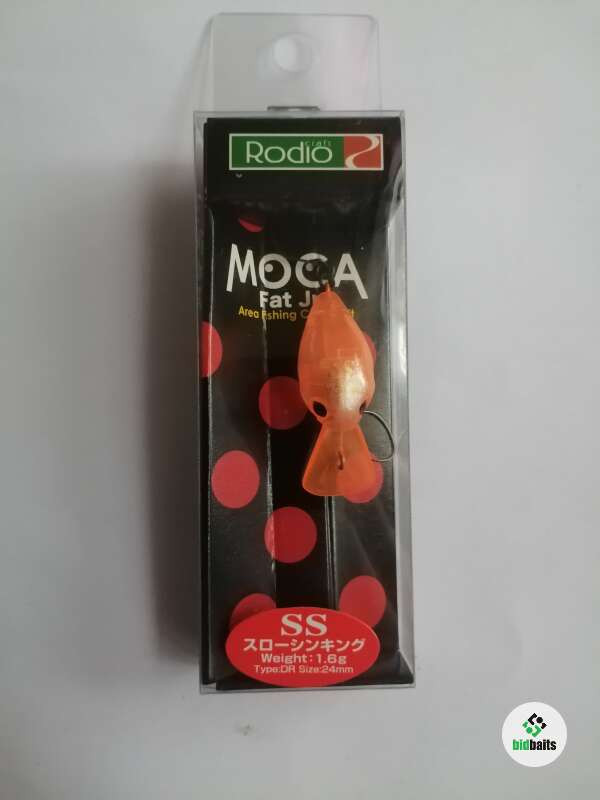 craft
Rodio
MOCA
Fat
Area Fishing
SS
スローシンキング
Weight:1.6g
Type:DR Size:24mm
bidbaits